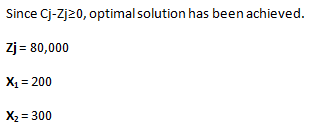 Since Cj-Zj≥0, optimal solution has been achieved.
Zj = 80,000
X₁ = 200
X₂ = 300